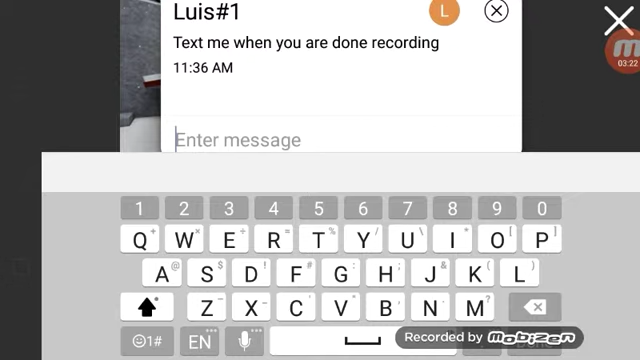 Luis#1
L
Text me when you are done recording
11:36 AM
03:22
Enter message
1 2 3 4 5 6 7 8 9 0
Q+ W× E÷ R= T% Y/ U\ I| O[ P]
A@ S$ D! F# G: H; J& K( L)
Z~ X– C" V* B' N- M?
☺1# EN
Recorded by Mobizen